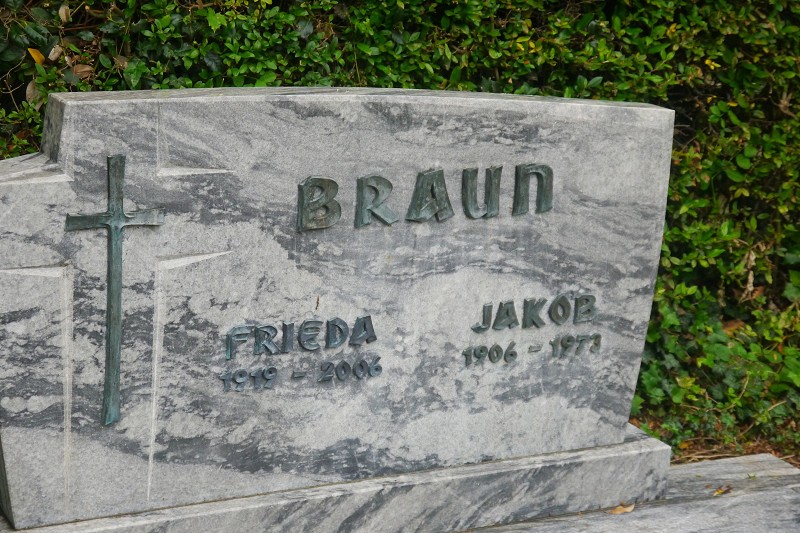 BRAUN
FRIEDA JAKOB
1919 - 2006 1906 - 1973